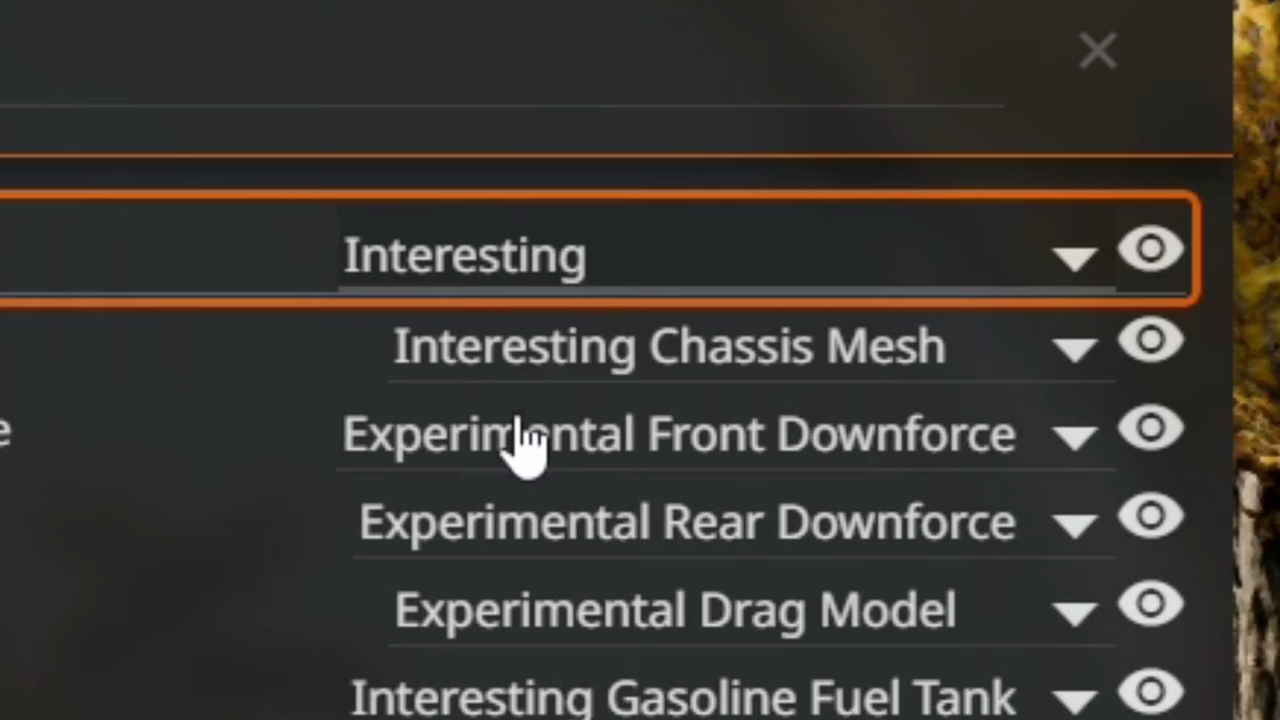 Interesting
Interesting Chassis Mesh
e
Experimental Front Downforce
Experimental Rear Downforce
Experimental Drag Model
Interesting Gasoline Fuel Tank